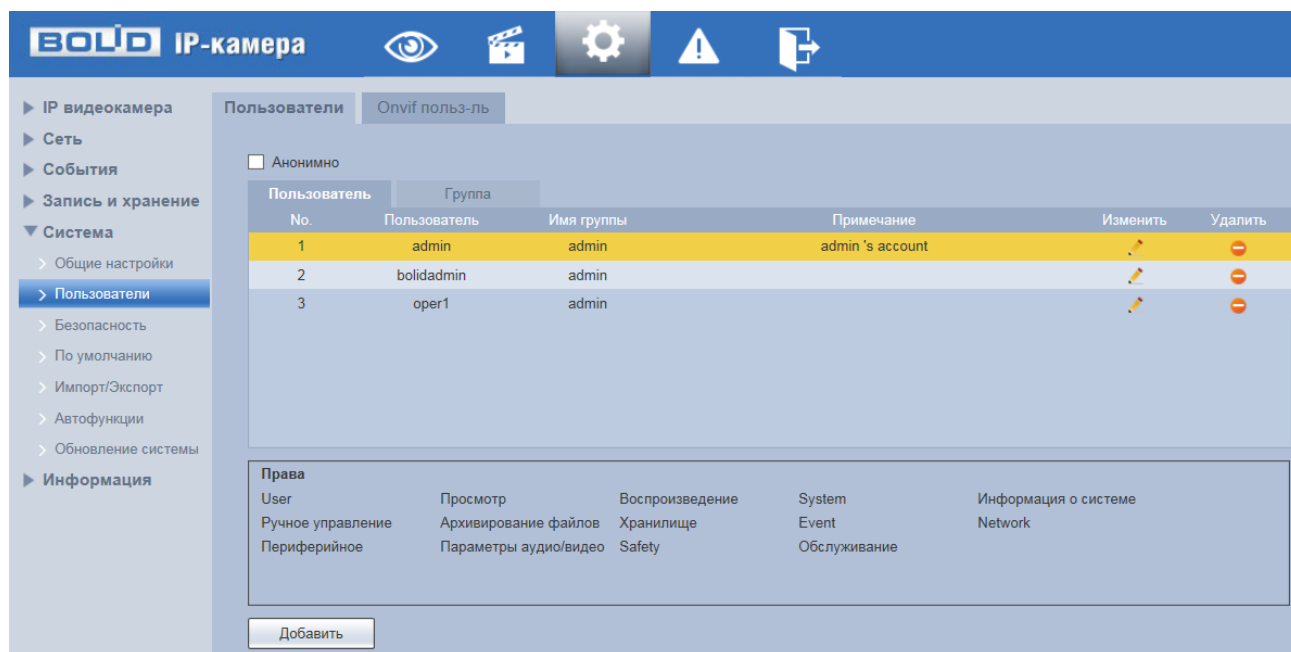 BOLID IP-камера
IP видеокамера
Сеть
События
Запись и хранение
Система
Общие настройки
Пользователи
Безопасность
По умолчанию
Импорт/Экспорт
Автофункции
Обновление системы
Информация
Пользователи Onvif польз-ль
Анонимно
Пользователь Группа
No. Пользователь Имя группы Примечание Изменить Удалить
1 admin admin admin 's account
2 bolidadmin admin
3 oper1 admin
Права
User Просмотр Воспроизведение System Информация о системе
Ручное управление Архивирование файлов Хранилище Event Network
Периферийное Параметры аудио/видео Safety Обслуживание
Добавить